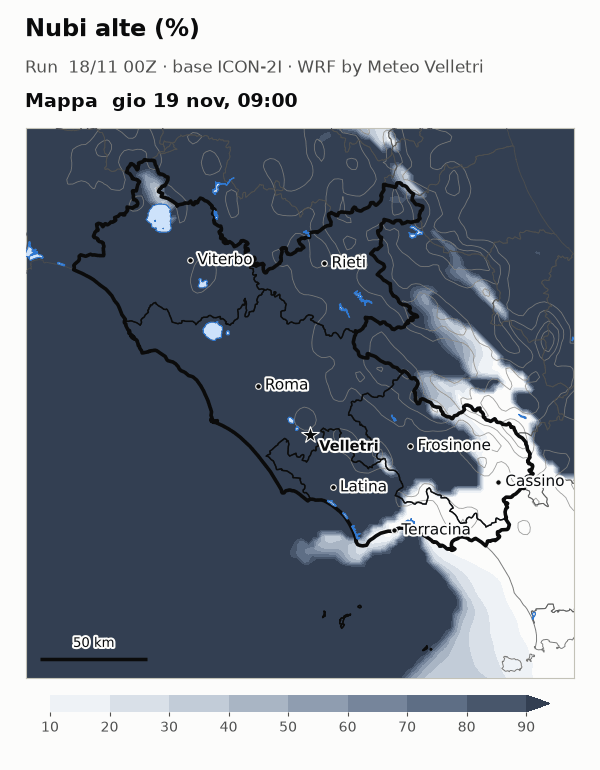 Nubi alte (%)
Run  18/11 00Z · base ICON-2I · WRF by Meteo Velletri
Mappa  gio 19 nov, 09:00
Viterbo
Rieti
Roma
Velletri
Frosinone
Latina
Cassino
Terracina
50 km
10 20 30 40 50 60 70 80 90